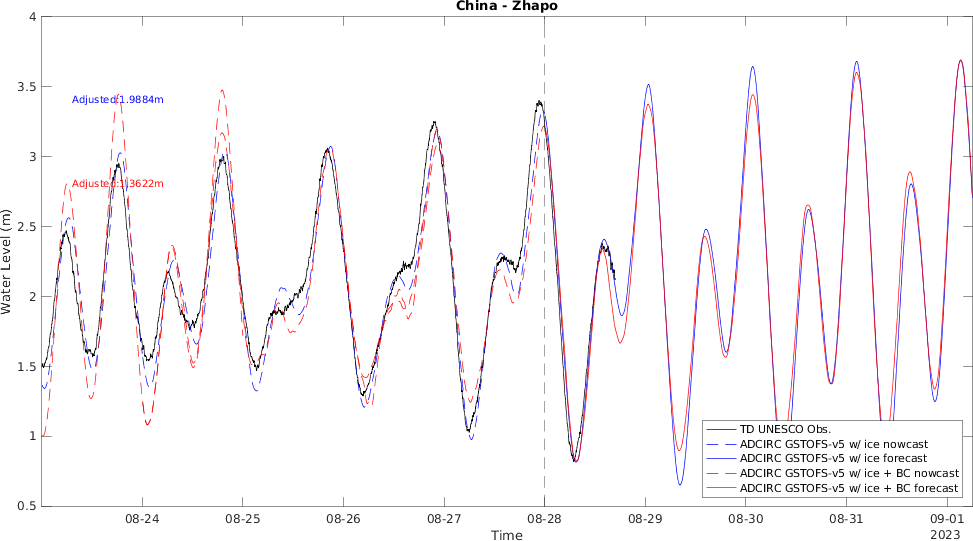 China - Zhapo
4
3.5
3
2.5
2
1.5
1
0.5
Water Level (m)
Adjusted:1.9884m
Adjusted:1.3622m
TD UNESCO Obs.
ADCIRC GSTOFS-v5 w/ ice nowcast
ADCIRC GSTOFS-v5 w/ ice forecast
ADCIRC GSTOFS-v5 w/ ice + BC nowcast
ADCIRC GSTOFS-v5 w/ ice + BC forecast
08-24 08-25 08-26 08-27 08-28 08-29 08-30 08-31 09-01
2023
Time